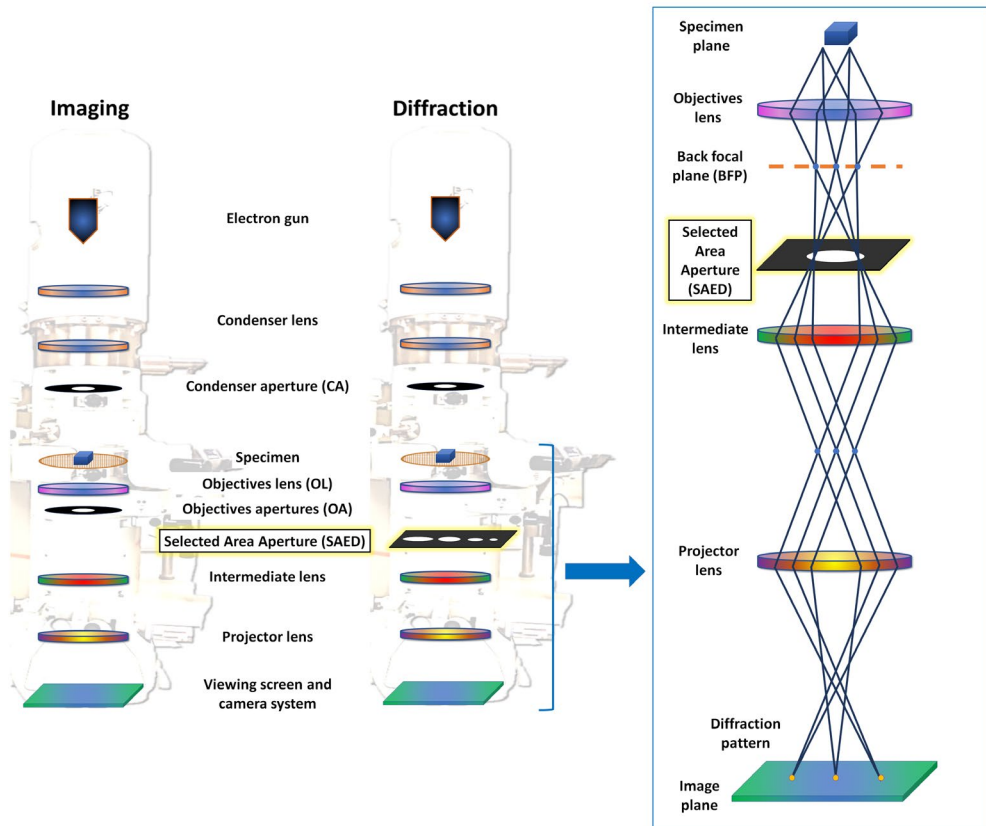 Imaging
Diffraction
Electron gun
Condenser lens
Condenser aperture (CA)
Specimen
Objectives lens (OL)
Objectives apertures (OA)
Selected Area Aperture (SAED)
Intermediate lens
Projector lens
Viewing screen and
camera system
Specimen
plane
Objectives
lens
Back focal
plane (BFP)
Selected
Area
Aperture
(SAED)
Intermediate
lens
Projector
lens
Diffraction
pattern
Image
plane